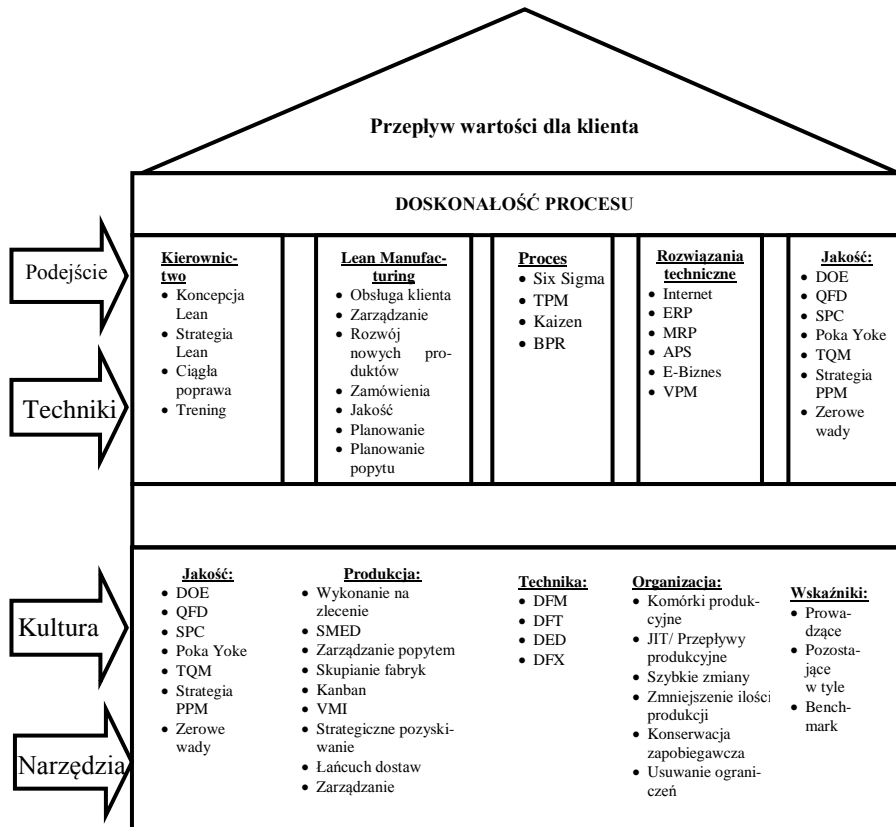 Przepływ wartości dla klienta
DOSKONAŁOŚĆ PROCESU
Podejście
Techniki
Kierownic-
two
• Koncepcja
Lean
• Strategia
Lean
• Ciągła
poprawa
• Trening
Lean Manufac-
turing
• Obsługa klienta
• Zarządzanie
• Rozwój
nowych pro-
duktów
• Zamówienia
• Jakość
• Planowanie
• Planowanie
popytu
Proces
• Six Sigma
• TPM
• Kaizen
• BPR
Rozwiązania
techniczne
• Internet
• ERP
• MRP
• APS
• E-Biznes
• VPM
Jakość:
• DOE
• QFD
• SPC
• Poka Yoke
• TQM
• Strategia
PPM
• Zerowe
wady
Kultura
Narzędzia
Jakość:
• DOE
• QFD
• SPC
• Poka Yoke
• TQM
• Strategia
PPM
• Zerowe
wady
Produkcja:
• Wykonanie na
zlecenie
• SMED
• Zarządzanie popytem
• Skupianie fabryk
• Kanban
• VMI
• Strategiczne pozyski-
wanie
• Łańcuch dostaw
• Zarządzanie
Technika:
• DFM
• DFT
• DED
• DFX
Organizacja:
• Komórki produk-
cyjne
• JIT/ Przepływy
produkcyjne
• Szybkie zmiany
• Zmniejszenie ilości
produkcji
• Konserwacja
zapobiegawcza
• Usuwanie ograni-
czeń
Wskaźniki:
• Prowa-
dzące
• Pozosta-
jące
w tyle
• Bench-
mark